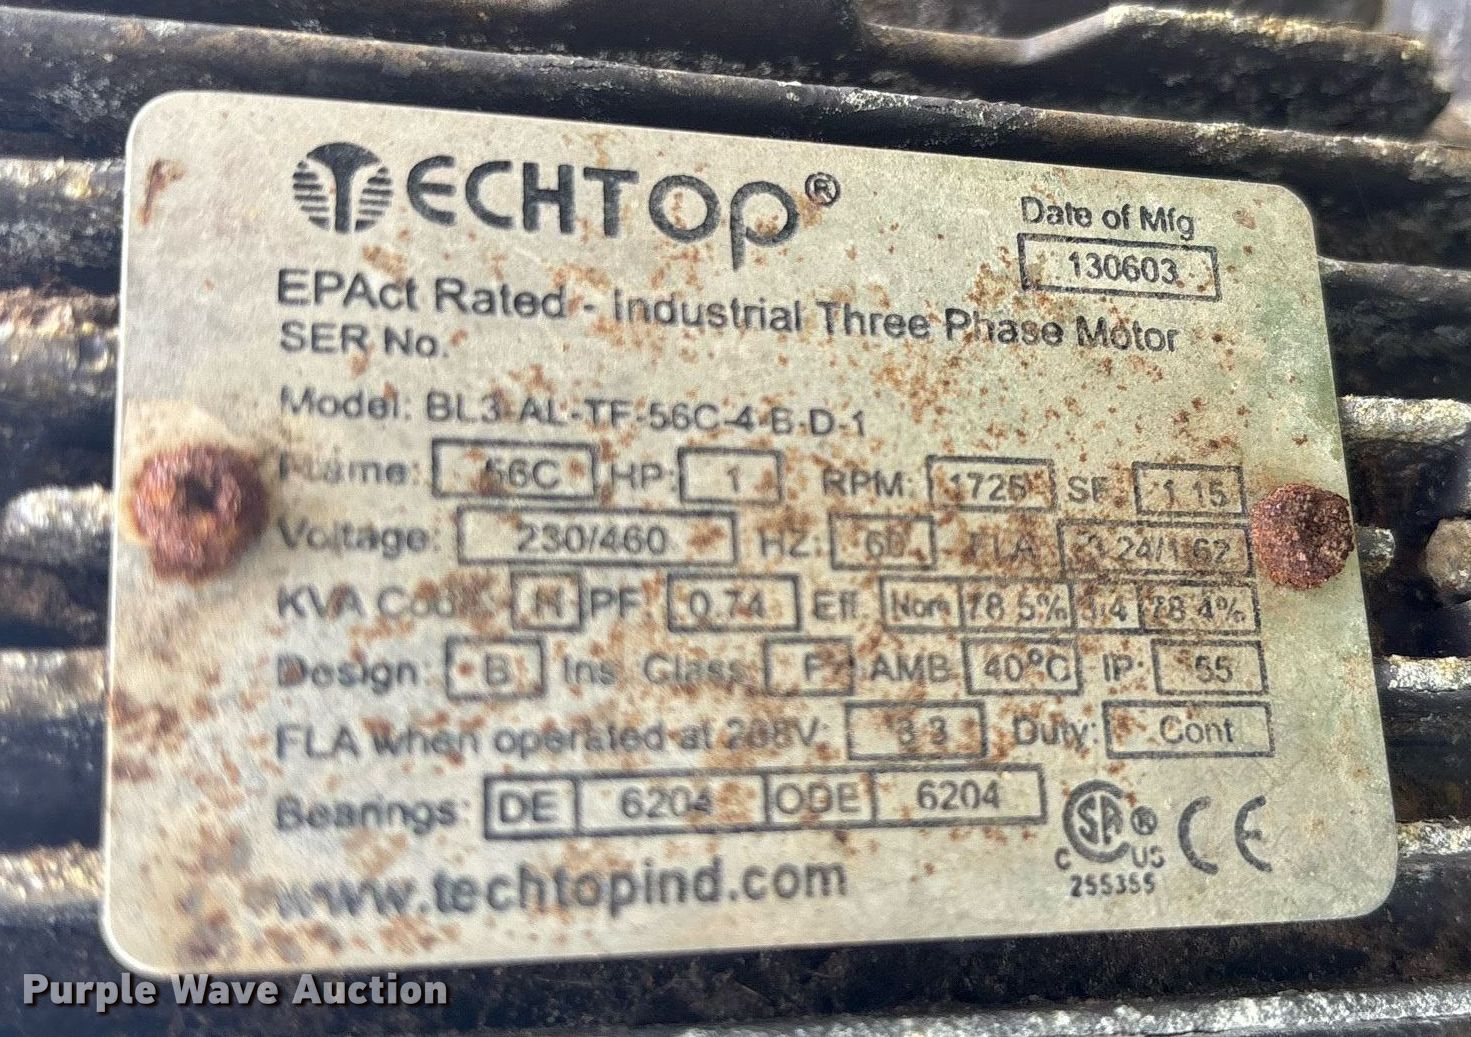 TECHTOP®
Date of Mfg
130603
EPAct Rated - Industrial Three Phase Motor
SER No.
Model: BL3-AL-TF-56C-4-B-D-1
Frame: 56C HP: 1 RPM: 1725 SF: 1.15
Voltage: 230/460 HZ: 60 FLA: 3.24/1.62
KVA Code: H PF: 0.74 Eff. Nom 78.5% 3/4 78.4%
Design: B Ins. Class: F AMB 40°C IP: 55
FLA when operated at 208V: 3.3 Duty: Cont
Bearings: DE 6204 ODE 6204
C SA® US CE
255355
www.techtopind.com
Purple Wave Auction